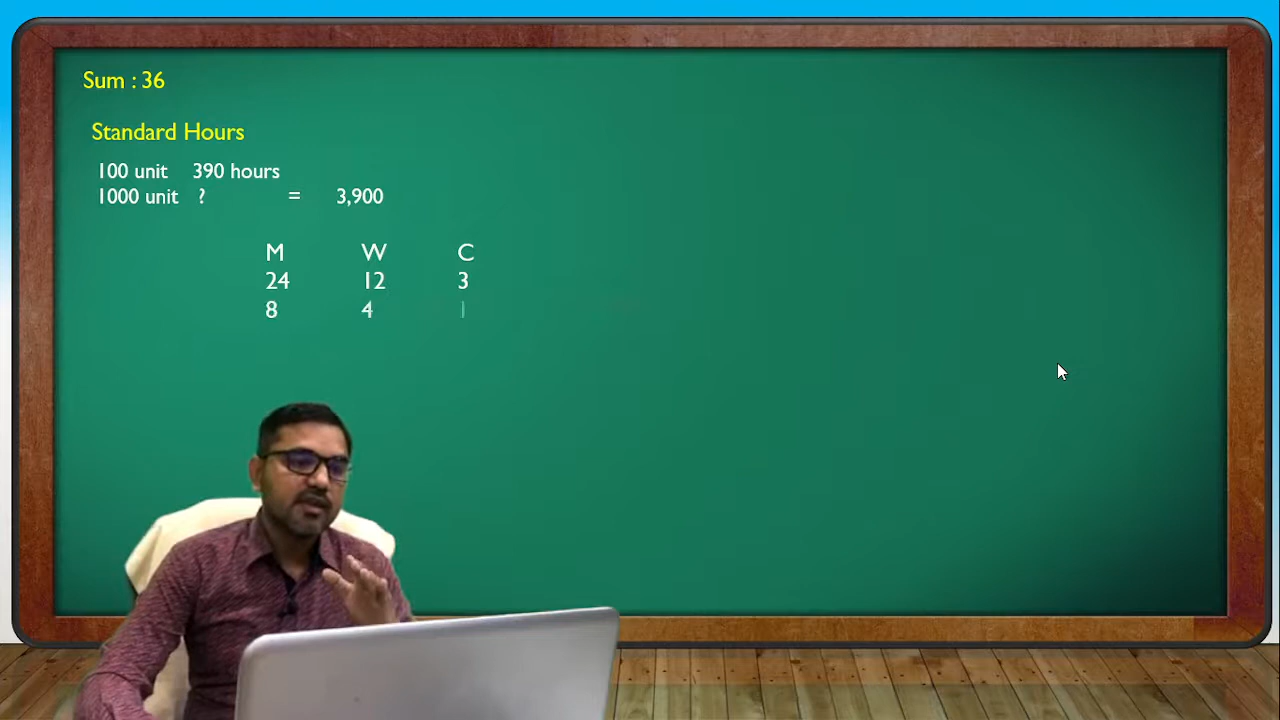 Sum : 36
Standard Hours
100 unit 390 hours
1000 unit ? = 3,900
M W C
24 12 3
8 4 1